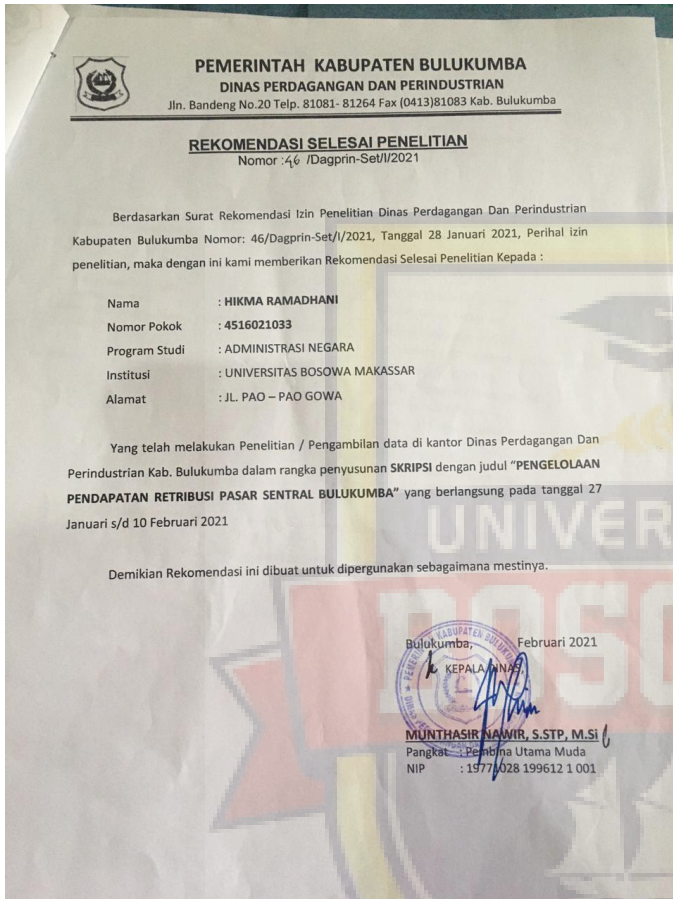 PEMERINTAH KABUPATEN BULUKUMBA
DINAS PERDAGANGAN DAN PERINDUSTRIAN
Jln. Bandeng No.20 Telp. 81081- 81264 Fax (0413)81083 Kab. Bulukumba
REKOMENDASI SELESAI PENELITIAN
Nomor :46 /Dagprin-Set/I/2021
Berdasarkan Surat Rekomendasi Izin Penelitian Dinas Perdagangan Dan Perindustrian
Kabupaten Bulukumba Nomor: 46/Dagprin-Set/I/2021, Tanggal 28 Januari 2021, Perihal izin
penelitian, maka dengan ini kami memberikan Rekomendasi Selesai Penelitian Kepada :
Nama : HIKMA RAMADHANI
Nomor Pokok : 4516021033
Program Studi : ADMINISTRASI NEGARA
Institusi : UNIVERSITAS BOSOWA MAKASSAR
Alamat : JL. PAO – PAO GOWA
Yang telah melakukan Penelitian / Pengambilan data di kantor Dinas Perdagangan Dan
Perindustrian Kab. Bulukumba dalam rangka penyusunan SKRIPSI dengan judul "PENGELOLAAN
PENDAPATAN RETRIBUSI PASAR SENTRAL BULUKUMBA" yang berlangsung pada tanggal 27
Januari s/d 10 Februari 2021
Demikian Rekomendasi ini dibuat untuk dipergunakan sebagaimana mestinya.
UNIVER
BOSO
Bulukumba, Februari 2021
KEPALA DINAS,
MUNTHASIR NAWIR, S.STP, M.Si
Pangkat : Pembina Utama Muda
NIP : 19771028 199612 1 001